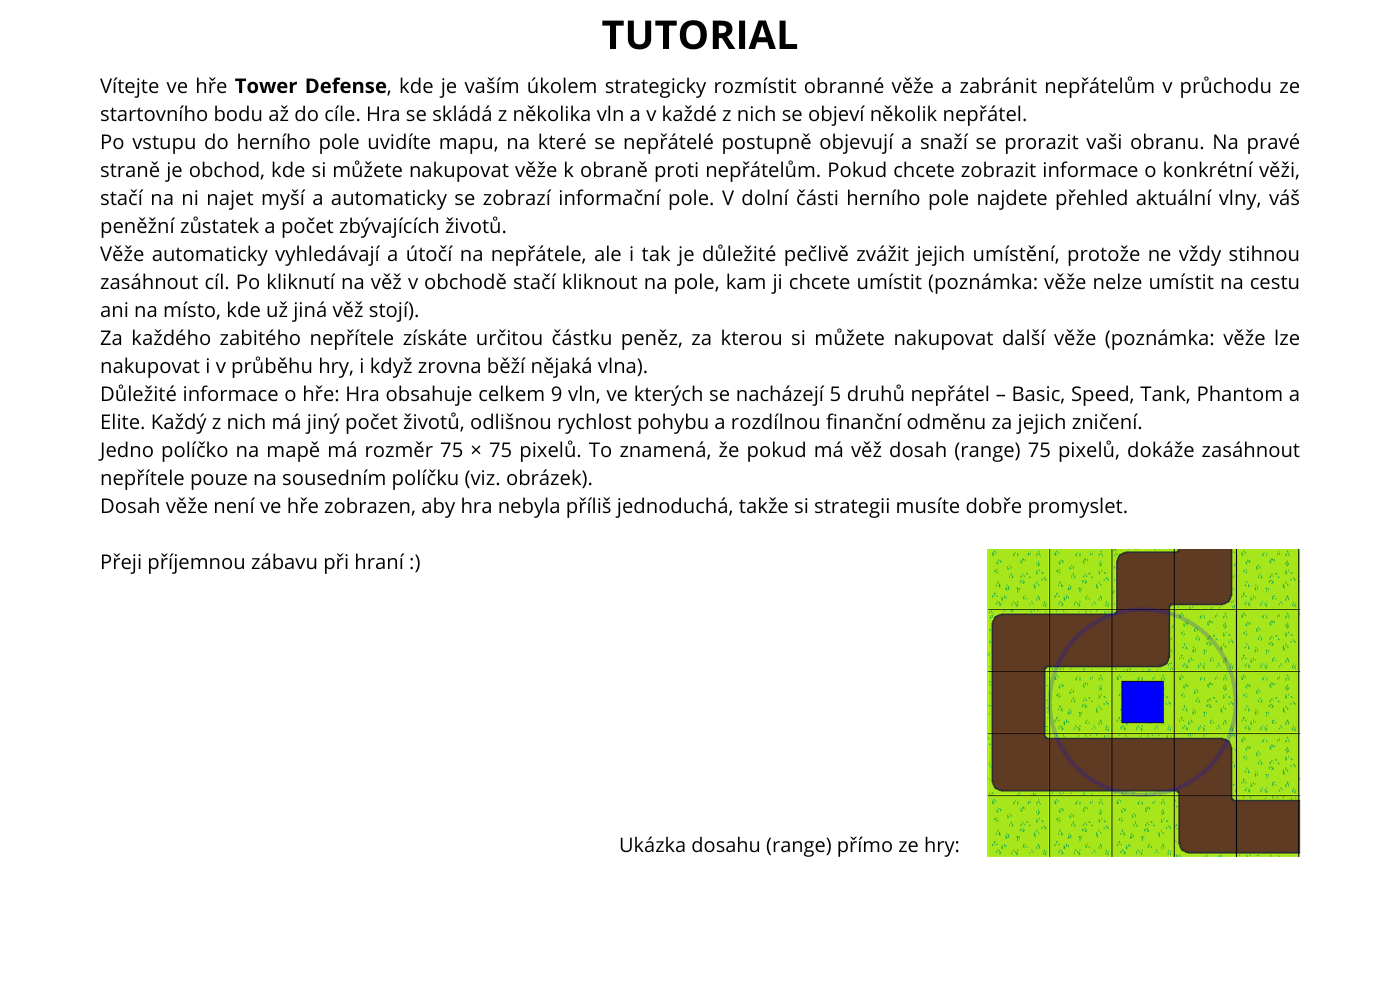 TUTORIAL
Vítejte ve hře Tower Defense, kde je vaším úkolem strategicky rozmístit obranné věže a zabránit nepřátelům v průchodu ze
startovního bodu až do cíle. Hra se skládá z několika vln a v každé z nich se objeví několik nepřátel.
Po vstupu do herního pole uvidíte mapu, na které se nepřátelé postupně objevují a snaží se prorazit vaši obranu. Na pravé
straně je obchod, kde si můžete nakupovat věže k obraně proti nepřátelům. Pokud chcete zobrazit informace o konkrétní věži,
stačí na ni najet myší a automaticky se zobrazí informační pole. V dolní části herního pole najdete přehled aktuální vlny, váš
peněžní zůstatek a počet zbývajících životů.
Věže automaticky vyhledávají a útočí na nepřátele, ale i tak je důležité pečlivě zvážit jejich umístění, protože ne vždy stihnou
zasáhnout cíl. Po kliknutí na věž v obchodě stačí kliknout na pole, kam ji chcete umístit (poznámka: věže nelze umístit na cestu
ani na místo, kde už jiná věž stojí).
Za každého zabitého nepřítele získáte určitou částku peněz, za kterou si můžete nakupovat další věže (poznámka: věže lze
nakupovat i v průběhu hry, i když zrovna běží nějaká vlna).
Důležité informace o hře: Hra obsahuje celkem 9 vln, ve kterých se nacházejí 5 druhů nepřátel – Basic, Speed, Tank, Phantom a
Elite. Každý z nich má jiný počet životů, odlišnou rychlost pohybu a rozdílnou finanční odměnu za jejich zničení.
Jedno políčko na mapě má rozměr 75 × 75 pixelů. To znamená, že pokud má věž dosah (range) 75 pixelů, dokáže zasáhnout
nepřítele pouze na sousedním políčku (viz. obrázek).
Dosah věže není ve hře zobrazen, aby hra nebyla příliš jednoduchá, takže si strategii musíte dobře promyslet.
Přeji příjemnou zábavu při hraní :)
Ukázka dosahu (range) přímo ze hry: